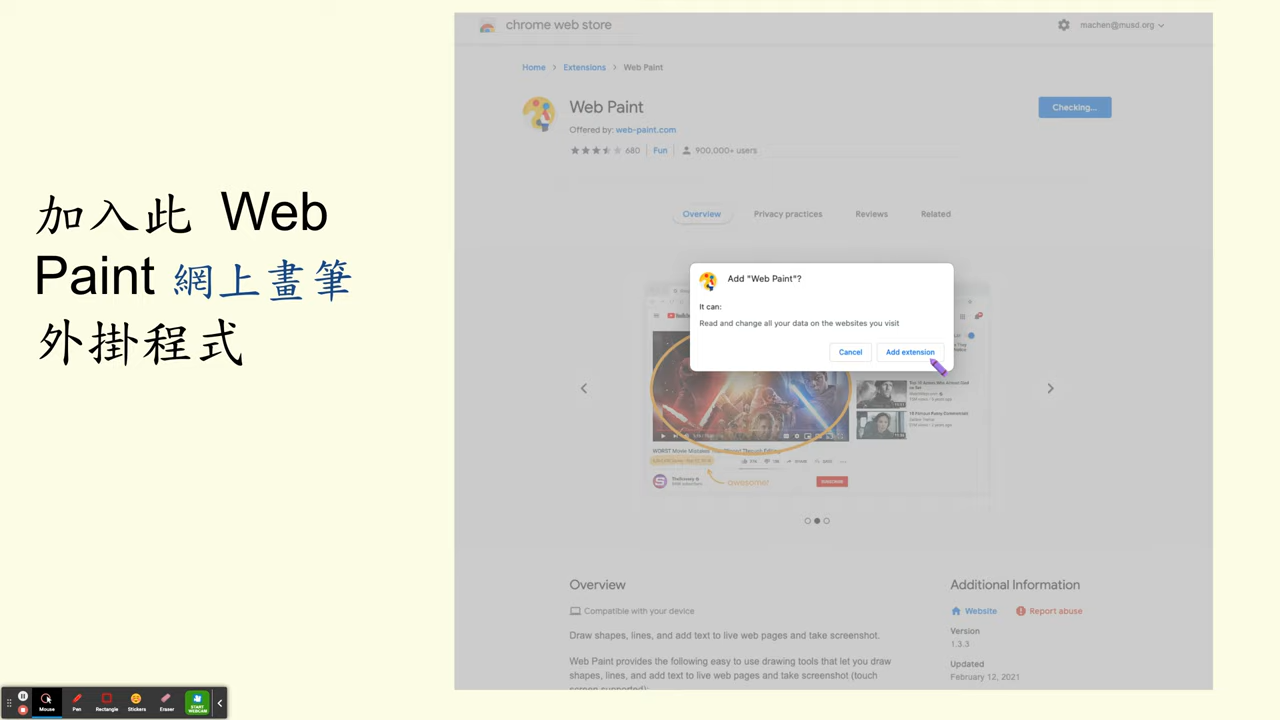 加入此 Web
Paint 網上畫筆
外掛程式
chrome web store
machen@musd.org
Home > Extensions > Web Paint
Web Paint
Checking...
Offered by: web-paint.com
680 Fun 900,000+ users
Overview Privacy practices Reviews Related
Add "Web Paint"?
It can:
Read and change all your data on the websites you visit
Cancel Add extension
WORST Movie Mistakes
awesome!
SUBSCRIBE
Overview
Compatible with your device
Draw shapes, lines, and add text to live web pages and take screenshot.
Web Paint provides the following easy to use drawing tools that let you draw
shapes, lines, and add text to live web pages and take screenshot (touch
screen supported):
Additional Information
Website Report abuse
Version
1.3.3
Updated
February 12, 2021
Mouse Pen Rectangle Stickers Eraser START WEBCAM